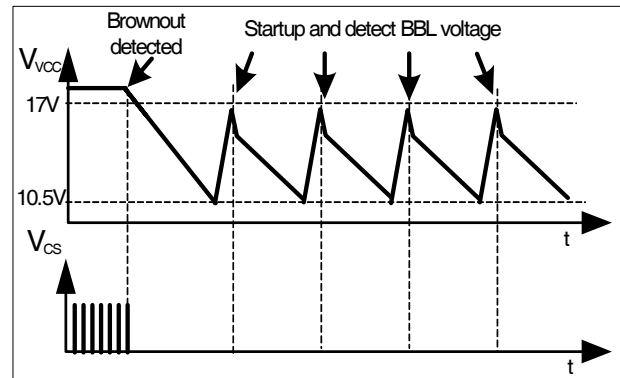 Brownout
detected
Startup and detect BBL voltage
VVCC
17V
10.5V
t
VCS
t